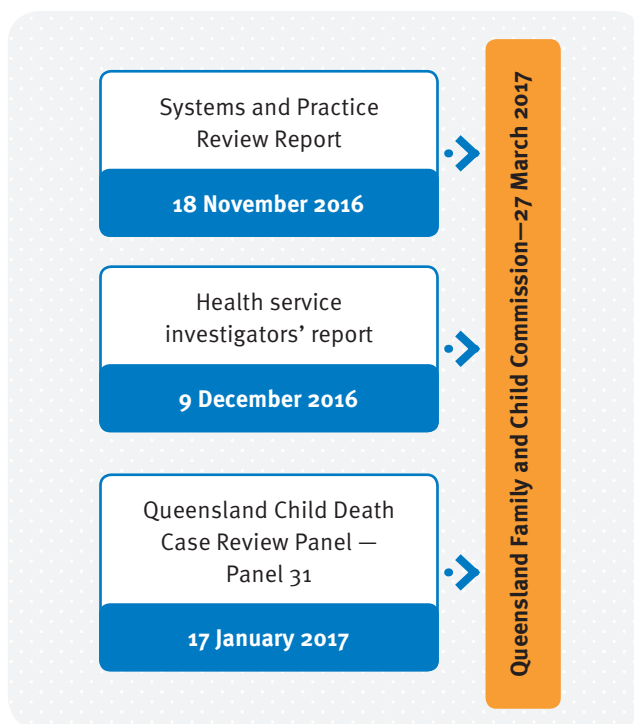 Systems and Practice
Review Report
18 November 2016
Health service
investigators’ report
9 December 2016
Queensland Child Death
Case Review Panel —
Panel 31
17 January 2017
Queensland Family and Child Commission—27 March 2017